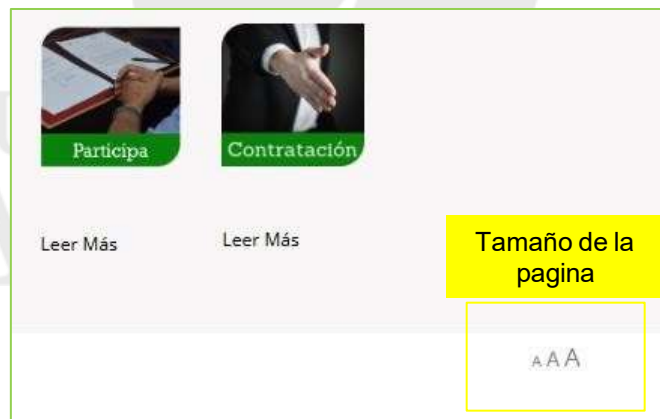 Participa
Contratación
Leer Más
Leer Más
Tamaño de la
pagina
A A A